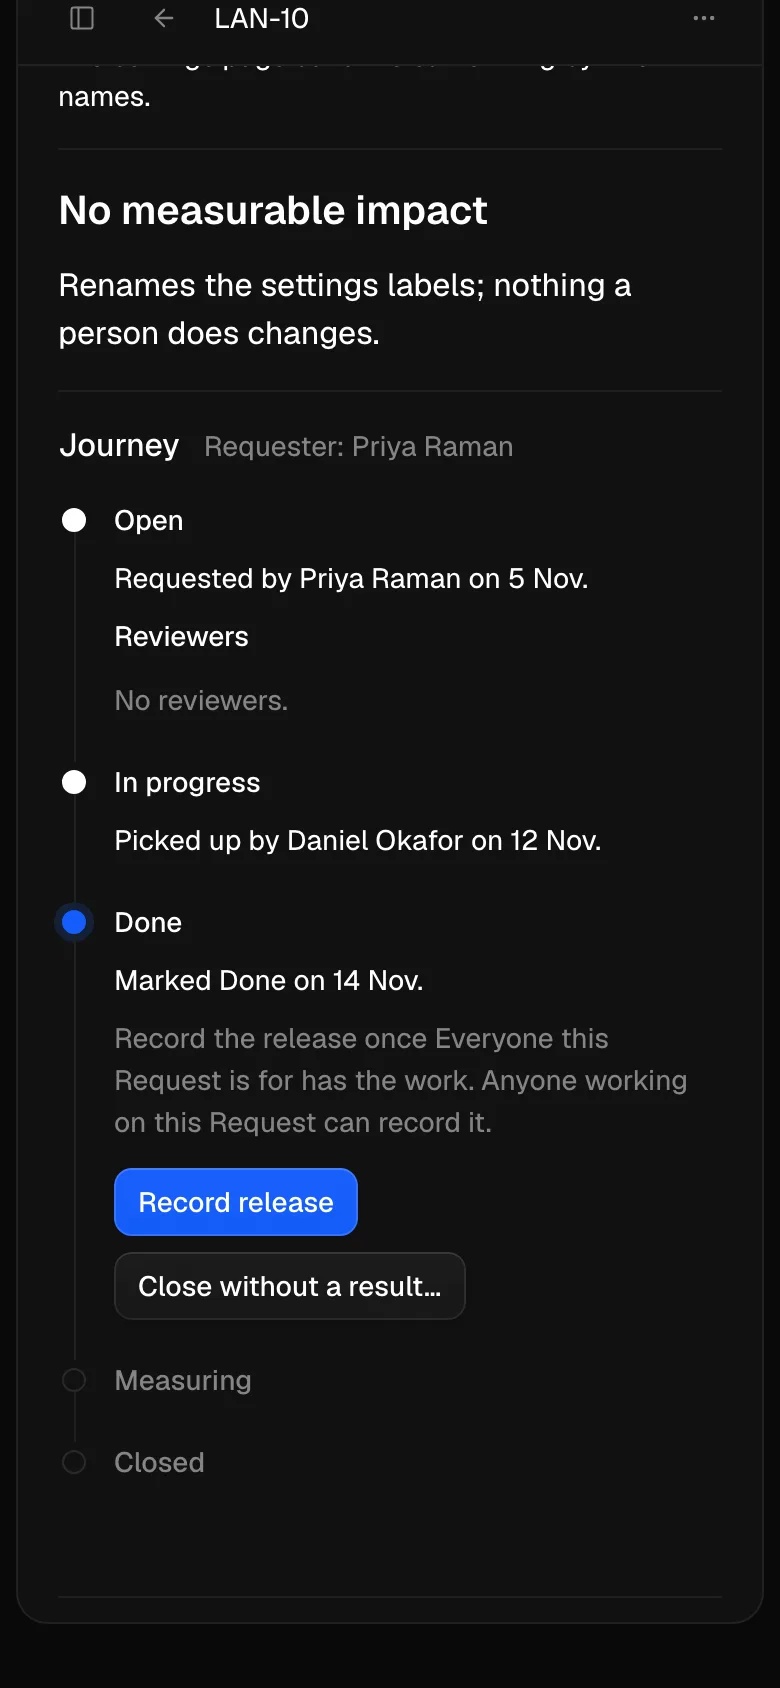 LAN-10
names.
No measurable impact
Renames the settings labels; nothing a
person does changes.
Journey Requester: Priya Raman
Open
Requested by Priya Raman on 5 Nov.
Reviewers
No reviewers.
In progress
Picked up by Daniel Okafor on 12 Nov.
Done
Marked Done on 14 Nov.
Record the release once Everyone this
Request is for has the work. Anyone working
on this Request can record it.
Record release
Close without a result…
Measuring
Closed